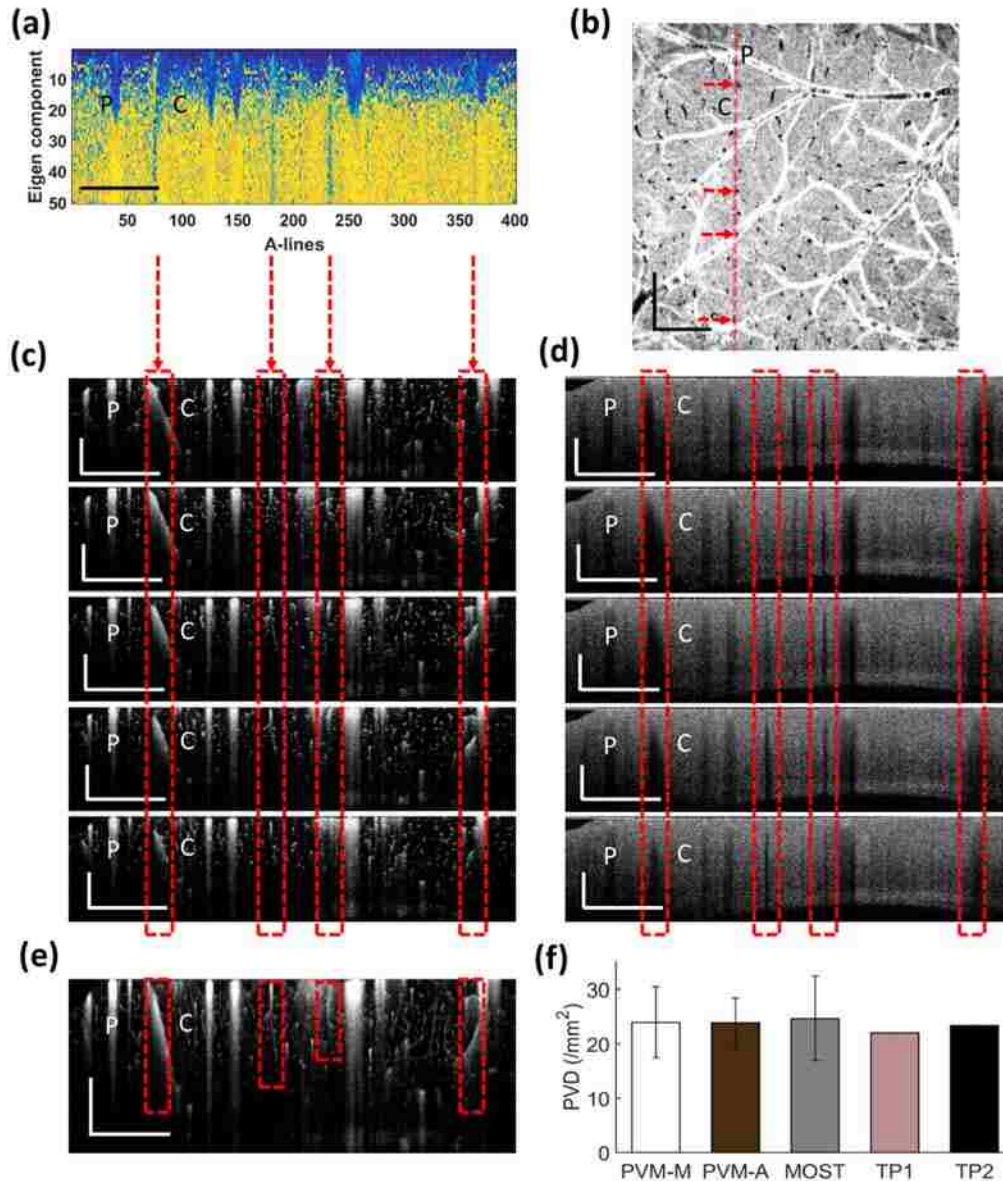 (a)
Eigen component
10
20
30
40
50
P
C
50 100 150 200 250 300 350 400
A-lines
(b)
P
C
(c)
P C
P C
P C
P C
P C
(d)
P C
P C
P C
P C
P C
(e)
P C
(f)
PVD (/mm²)
30
20
10
0
PVM-M PVM-A MOST TP1 TP2